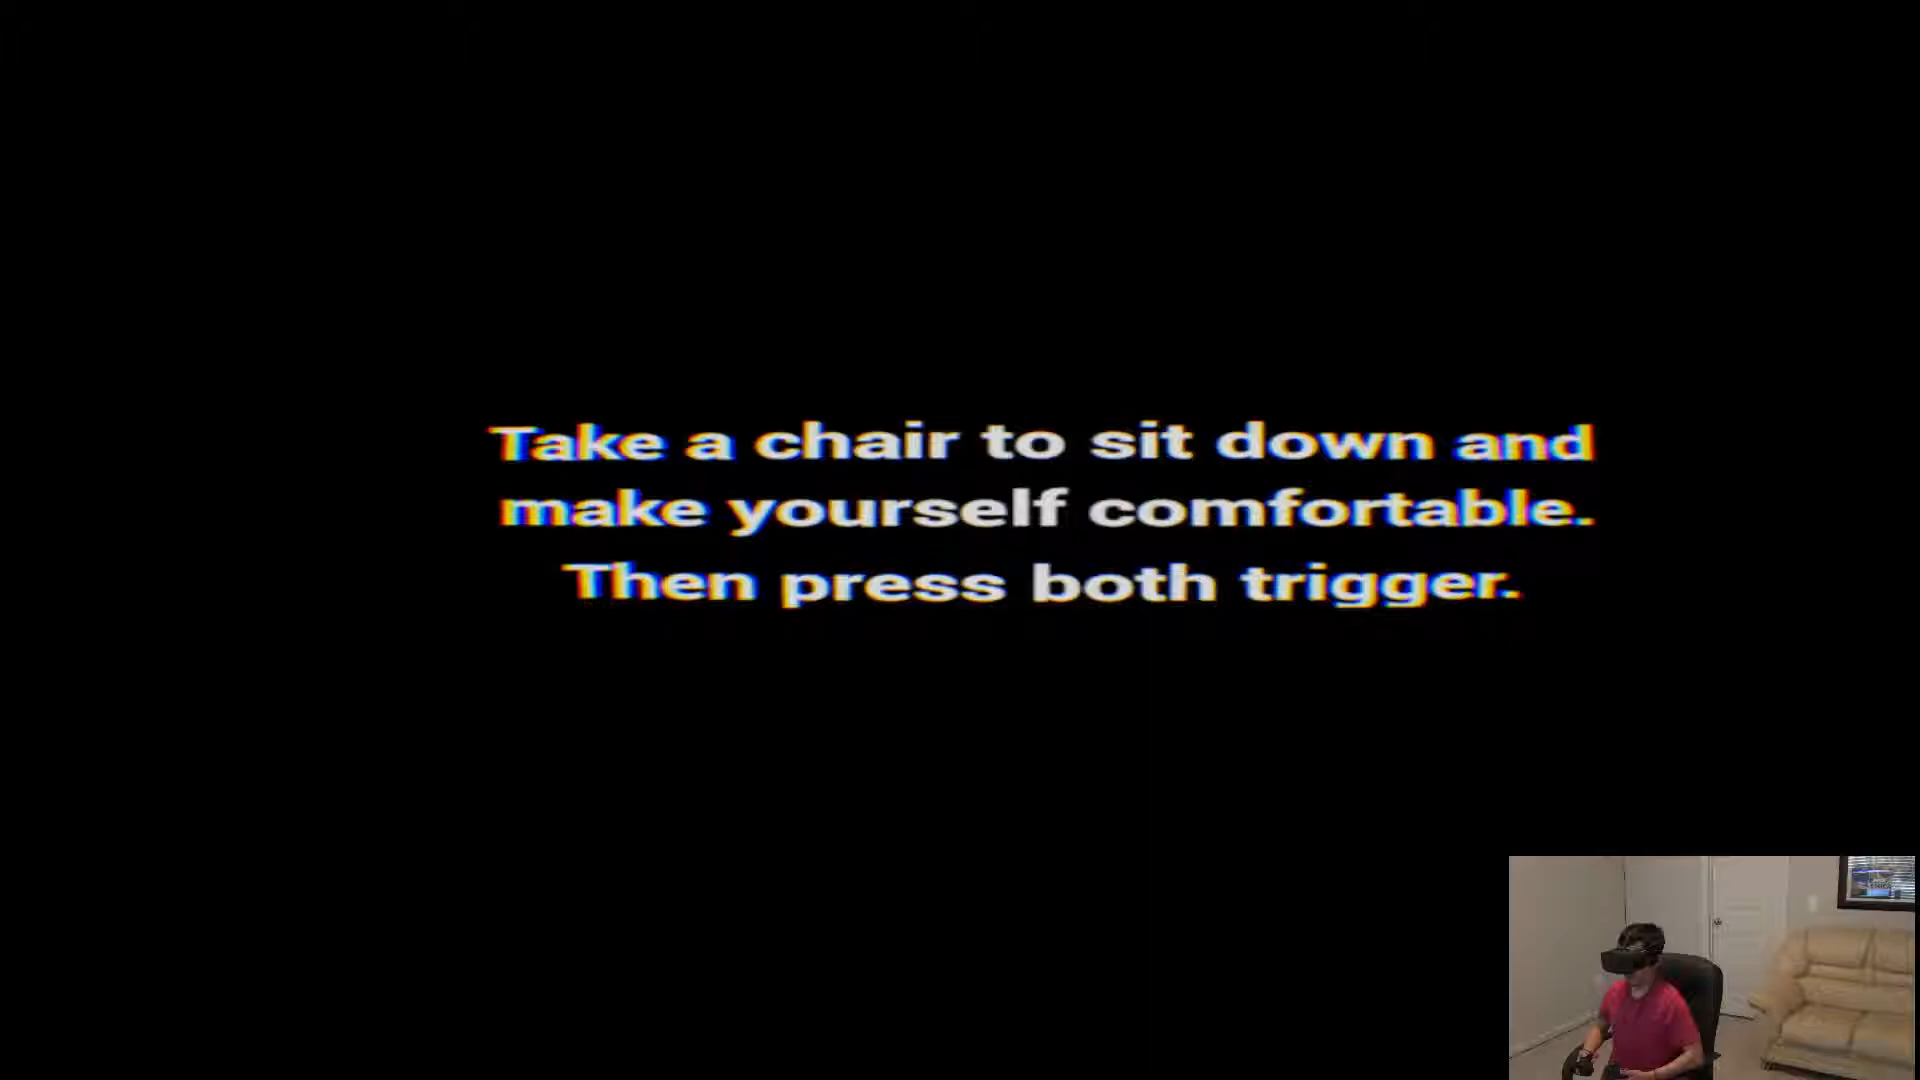 Take a chair to sit down and
make yourself comfortable.
Then press both trigger.